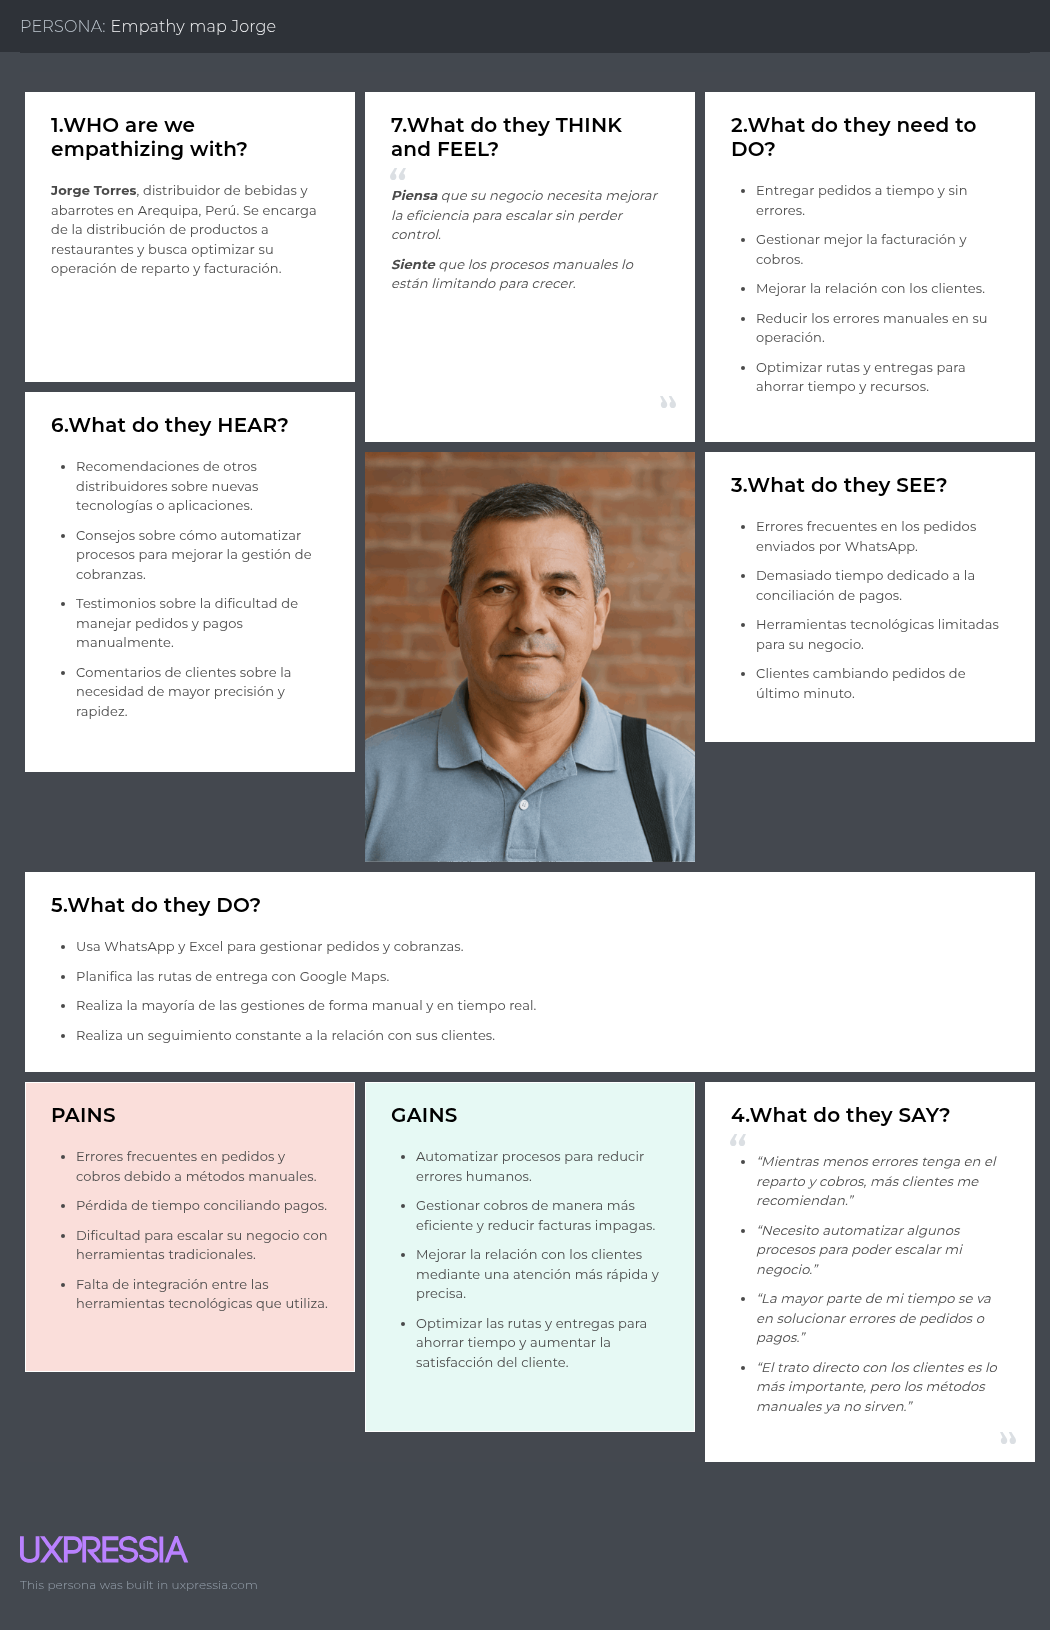 PERSONA: Empathy map Jorge
1.WHO are we
empathizing with?
Jorge Torres, distribuidor de bebidas y
abarrotes en Arequipa, Perú. Se encarga
de la distribución de productos a
restaurantes y busca optimizar su
operación de reparto y facturación.
7.What do they THINK
and FEEL?
“
Piensa que su negocio necesita mejorar
la eficiencia para escalar sin perder
control.
Siente que los procesos manuales lo
están limitando para crecer.
”
2.What do they need to
DO?
• Entregar pedidos a tiempo y sin
errores.
• Gestionar mejor la facturación y
cobros.
• Mejorar la relación con los clientes.
• Reducir los errores manuales en su
operación.
• Optimizar rutas y entregas para
ahorrar tiempo y recursos.
6.What do they HEAR?
• Recomendaciones de otros
distribuidores sobre nuevas
tecnologías o aplicaciones.
• Consejos sobre cómo automatizar
procesos para mejorar la gestión de
cobranzas.
• Testimonios sobre la dificultad de
manejar pedidos y pagos
manualmente.
• Comentarios de clientes sobre la
necesidad de mayor precisión y
rapidez.
3.What do they SEE?
• Errores frecuentes en los pedidos
enviados por WhatsApp.
• Demasiado tiempo dedicado a la
conciliación de pagos.
• Herramientas tecnológicas limitadas
para su negocio.
• Clientes cambiando pedidos de
último minuto.
5.What do they DO?
• Usa WhatsApp y Excel para gestionar pedidos y cobranzas.
• Planifica las rutas de entrega con Google Maps.
• Realiza la mayoría de las gestiones de forma manual y en tiempo real.
• Realiza un seguimiento constante a la relación con sus clientes.
PAINS
• Errores frecuentes en pedidos y
cobros debido a métodos manuales.
• Pérdida de tiempo conciliando pagos.
• Dificultad para escalar su negocio con
herramientas tradicionales.
• Falta de integración entre las
herramientas tecnológicas que utiliza.
GAINS
• Automatizar procesos para reducir
errores humanos.
• Gestionar cobros de manera más
eficiente y reducir facturas impagas.
• Mejorar la relación con los clientes
mediante una atención más rápida y
precisa.
• Optimizar las rutas y entregas para
ahorrar tiempo y aumentar la
satisfacción del cliente.
4.What do they SAY?
“
• “Mientras menos errores tenga en el
reparto y cobros, más clientes me
recomiendan.”
• “Necesito automatizar algunos
procesos para poder escalar mi
negocio.”
• “La mayor parte de mi tiempo se va
en solucionar errores de pedidos o
pagos.”
• “El trato directo con los clientes es lo
más importante, pero los métodos
manuales ya no sirven.”
”
UXPRESSIA
This persona was built in uxpressia.com